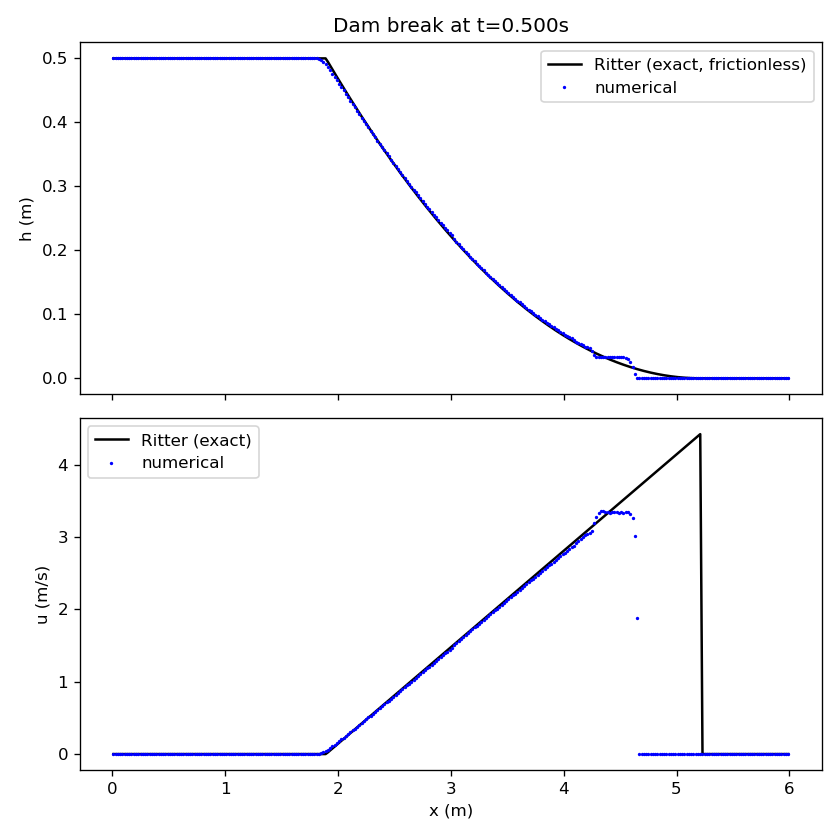 Dam break at t=0.500s
h (m)
0.5
0.4
0.3
0.2
0.1
0.0
Ritter (exact, frictionless)
numerical
u (m/s)
4
3
2
1
0
Ritter (exact)
numerical
0 1 2 3 4 5 6
x (m)